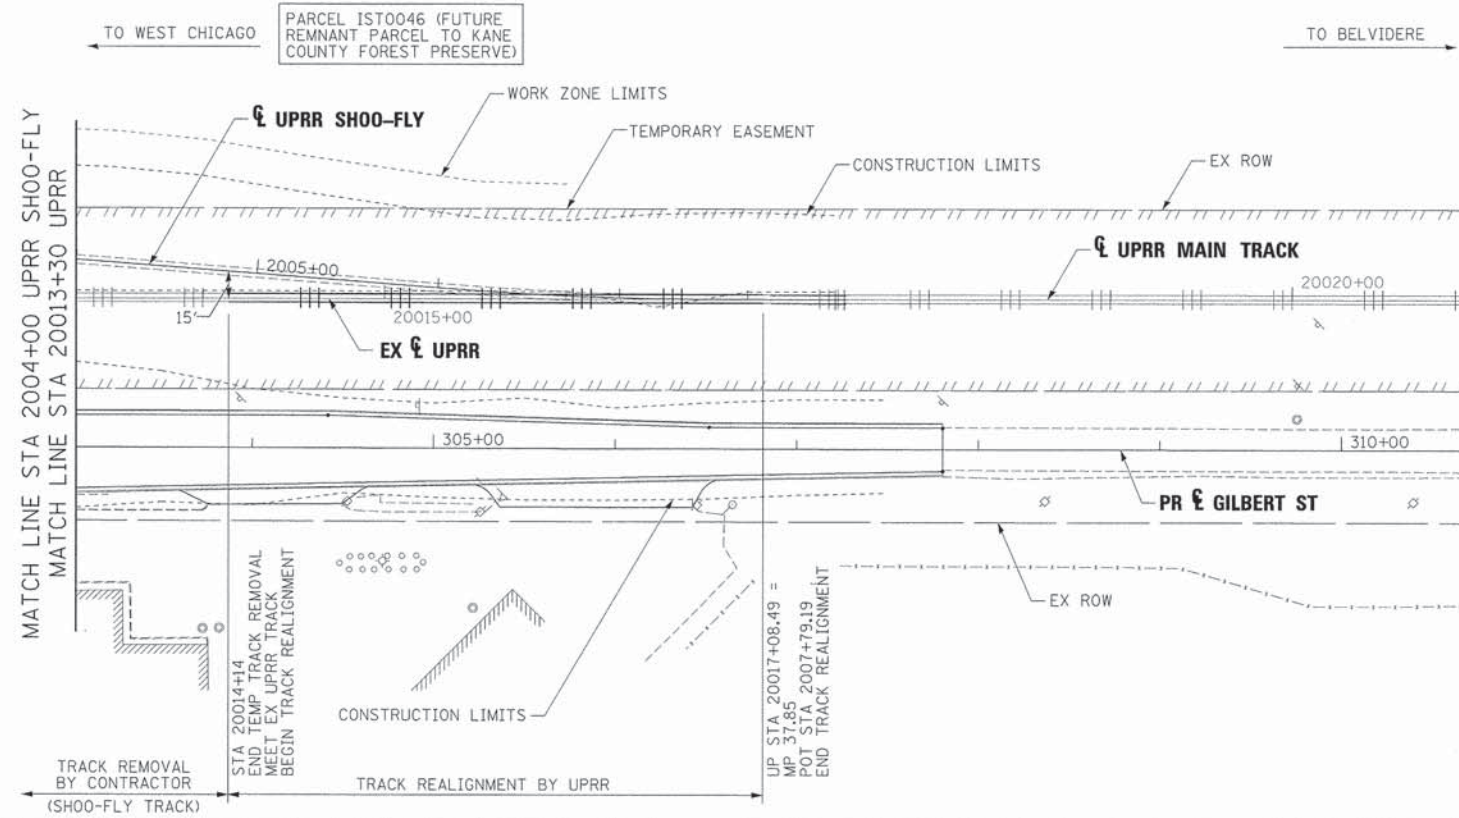 TO WEST CHICAGO
PARCEL IST0046 (FUTURE
REMNANT PARCEL TO KANE
COUNTY FOREST PRESERVE)
TO BELVIDERE
WORK ZONE LIMITS
℄ UPRR SHOO-FLY
TEMPORARY EASEMENT
CONSTRUCTION LIMITS
EX ROW
MATCH LINE STA 2004+00 UPRR SHOO-FLY
MATCH LINE STA 20013+30 UPRR
℄ UPRR MAIN TRACK
2005+00
20020+00
15'
20015+00
EX ℄ UPRR
305+00
310+00
PR ℄ GILBERT ST
EX ROW
STA 20014+14
END TEMP TRACK REMOVAL
MEET EX UPRR TRACK
BEGIN TRACK REALIGNMENT
UP STA 20017+08.49 =
MP 37.85
POT STA 2007+79.19
END TRACK REALIGNMENT
CONSTRUCTION LIMITS
TRACK REMOVAL
BY CONTRACTOR
(SHOO-FLY TRACK)
TRACK REALIGNMENT BY UPRR